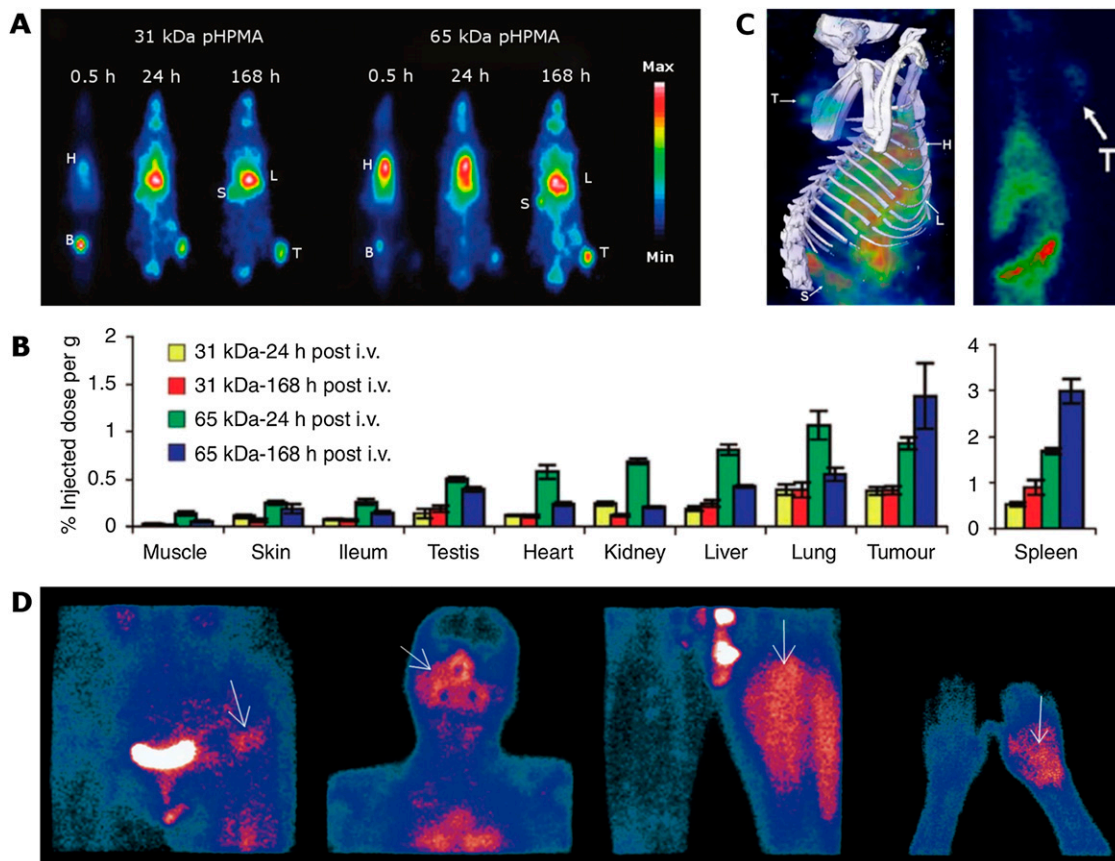 A
31 kDa pHPMA 65 kDa pHPMA
0.5 h 24 h 168 h 0.5 h 24 h 168 h
Max
H H
S L S L
B B
T T
Min
C
T
H
L
S
T
B
% Injected dose per g
2
1.5
1
0.5
0
31 kDa-24 h post i.v.
31 kDa-168 h post i.v.
65 kDa-24 h post i.v.
65 kDa-168 h post i.v.
Muscle Skin Ileum Testis Heart Kidney Liver Lung Tumour
4
3
2
1
0
Spleen
D